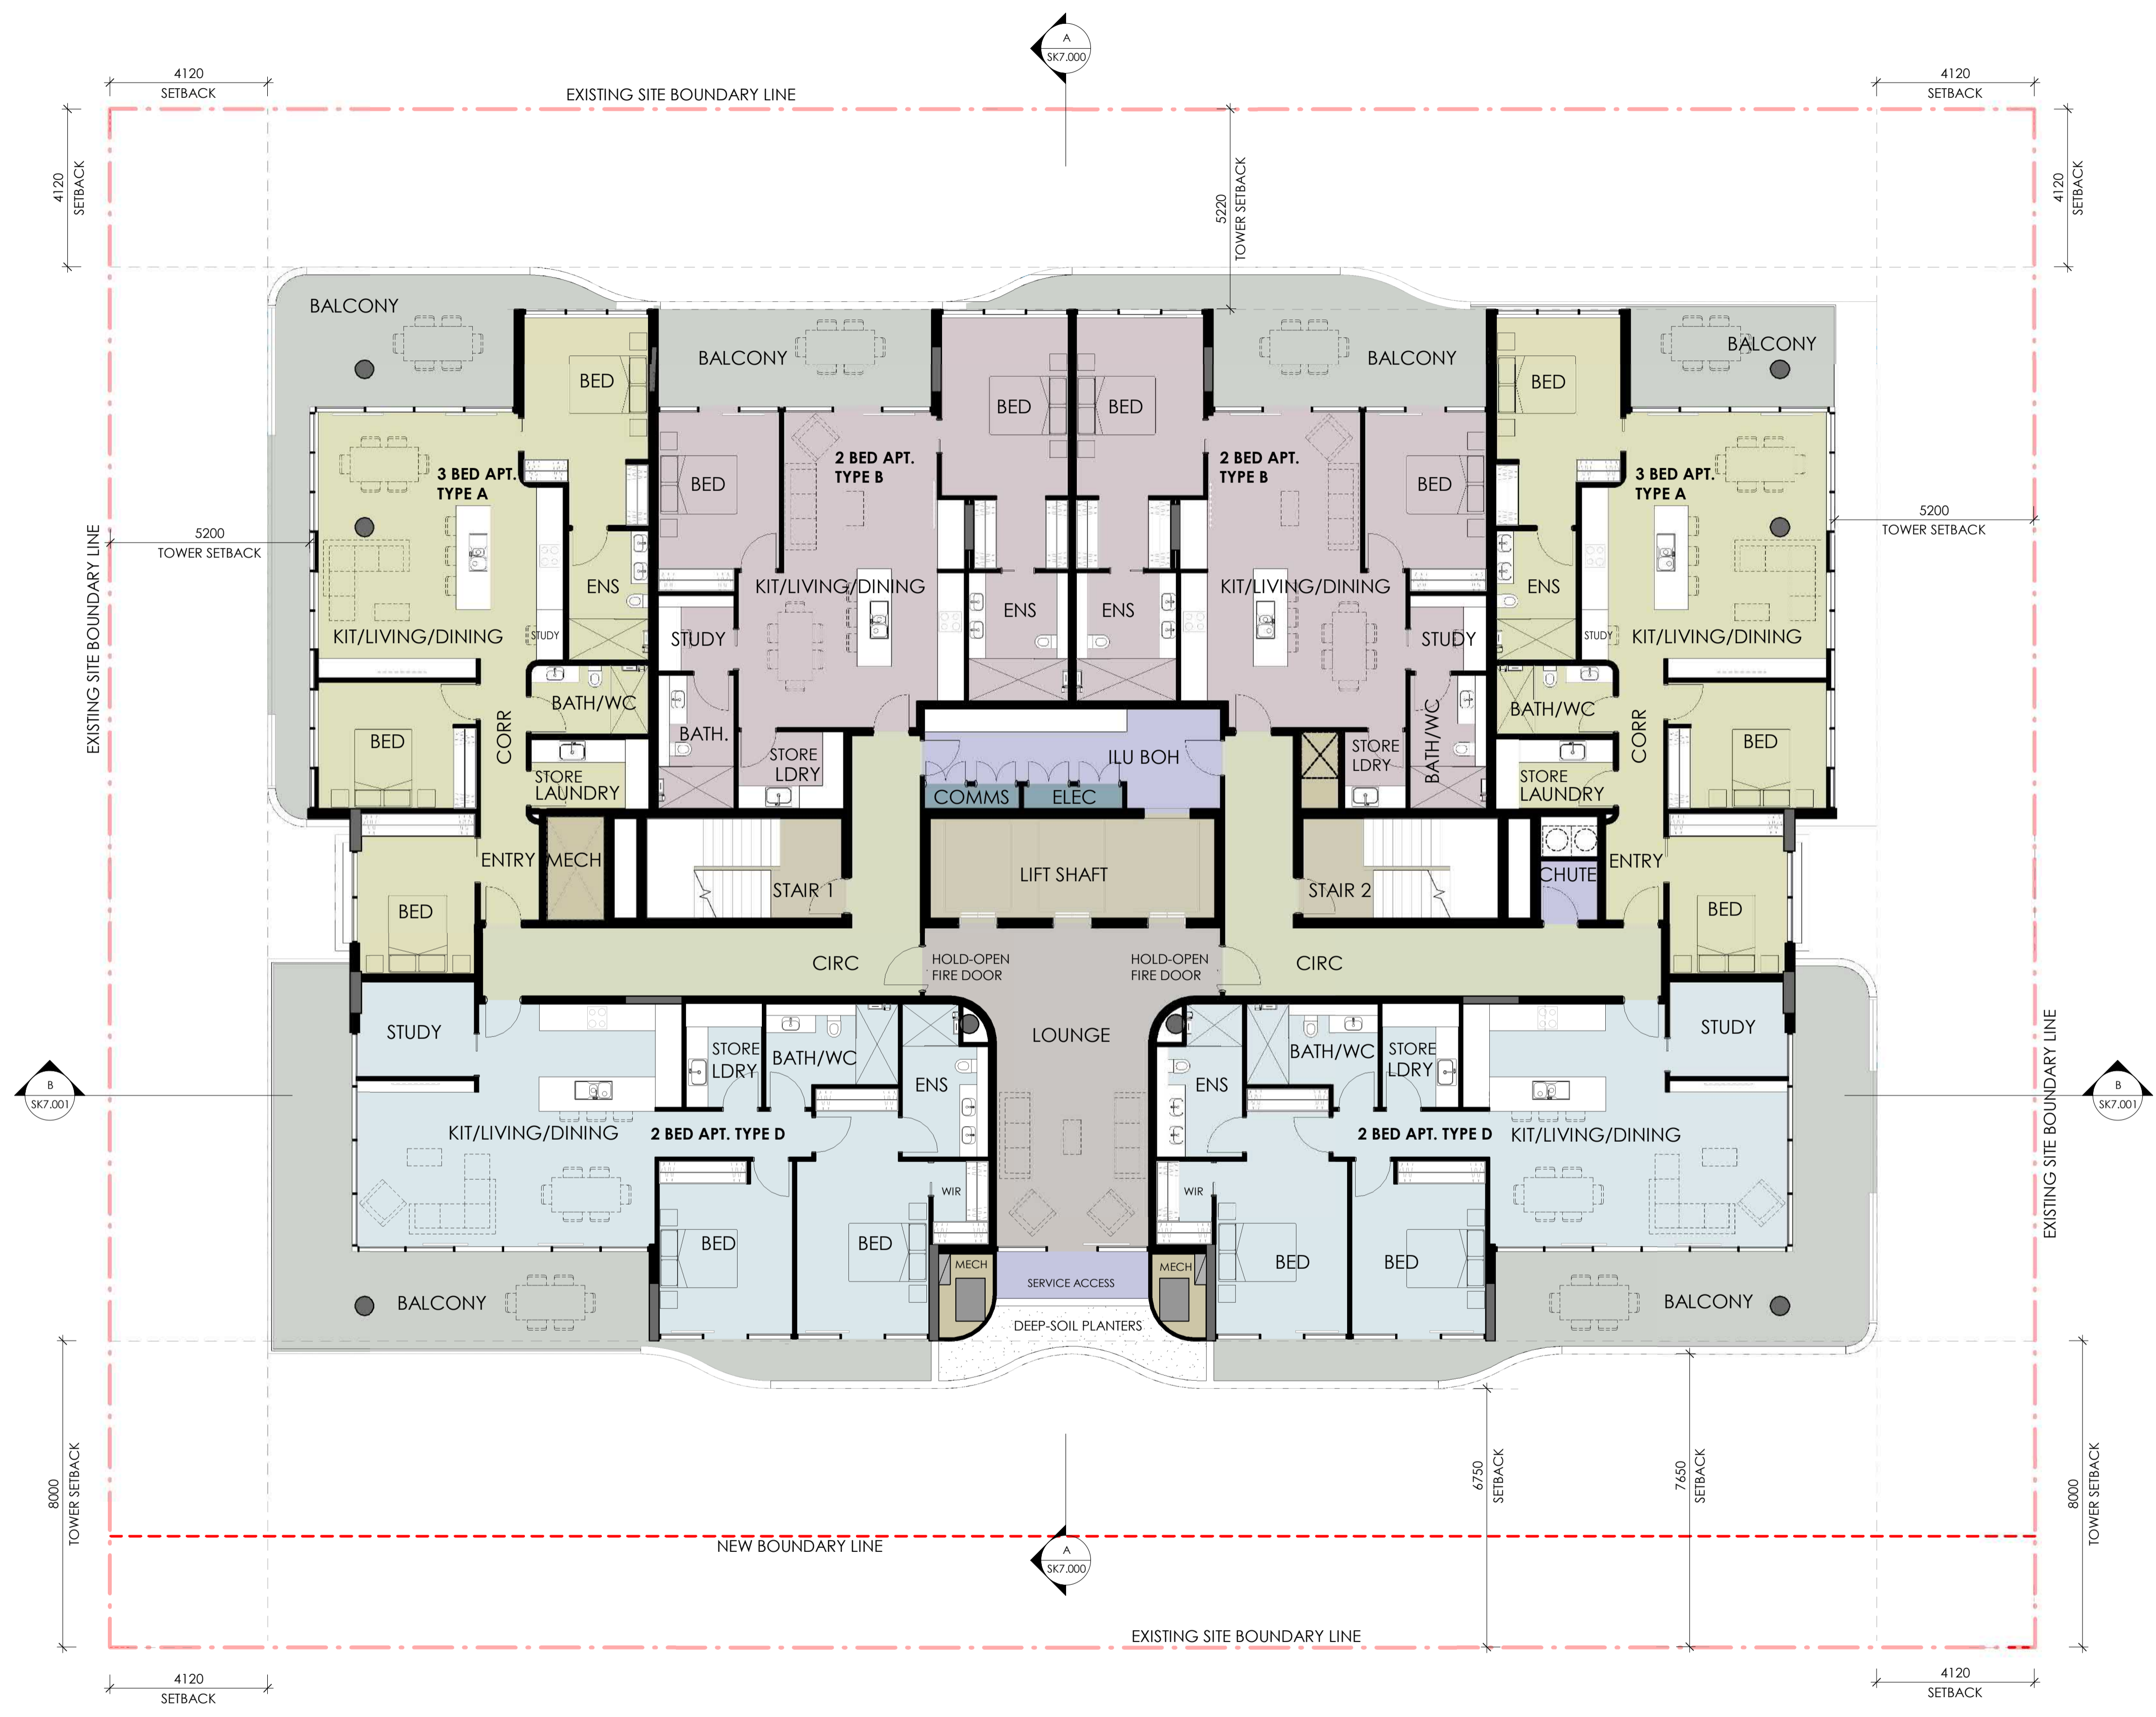 A
SK7.000
4120
SETBACK
4120
SETBACK
EXISTING SITE BOUNDARY LINE
4120
SETBACK
5220
TOWER SETBACK
4120
SETBACK
BALCONY
BALCONY
BALCONY
BALCONY
BED
BED
BED
BED
BED
BED
3 BED APT.
TYPE A
2 BED APT.
TYPE B
2 BED APT.
TYPE B
3 BED APT.
TYPE A
BED
BED
5200
TOWER SETBACK
5200
TOWER SETBACK
EXISTING SITE BOUNDARY LINE
ENS
KIT/LIVING/DINING
KIT/LIVING/DINING
ENS
ENS
ENS
KIT/LIVING/DINING
STUDY
STUDY
STUDY
STUDY
KIT/LIVING/DINING
BATH/WC
BATH/WC
CORR
BATH.
BATH/WC
CORR
BED
STORE
LDRY
ILU BOH
STORE
LDRY
BED
STORE
LAUNDRY
COMMS
ELEC
STORE
LAUNDRY
ENTRY
MECH
STAIR 1
LIFT SHAFT
STAIR 2
CHUTE
ENTRY
BED
BED
CIRC
HOLD-OPEN
FIRE DOOR
HOLD-OPEN
FIRE DOOR
CIRC
STUDY
STORE
LDRY
BATH/WC
ENS
LOUNGE
ENS
BATH/WC
STORE
LDRY
STUDY
B
SK7.001
B
SK7.001
EXISTING SITE BOUNDARY LINE
KIT/LIVING/DINING
2 BED APT. TYPE D
2 BED APT. TYPE D
KIT/LIVING/DINING
WIR
WIR
BED
BED
BED
BED
MECH
MECH
SERVICE ACCESS
BALCONY
BALCONY
DEEP-SOIL PLANTERS
8000
TOWER SETBACK
6750
SETBACK
7650
SETBACK
8000
TOWER SETBACK
NEW BOUNDARY LINE
A
SK7.000
EXISTING SITE BOUNDARY LINE
4120
SETBACK
4120
SETBACK